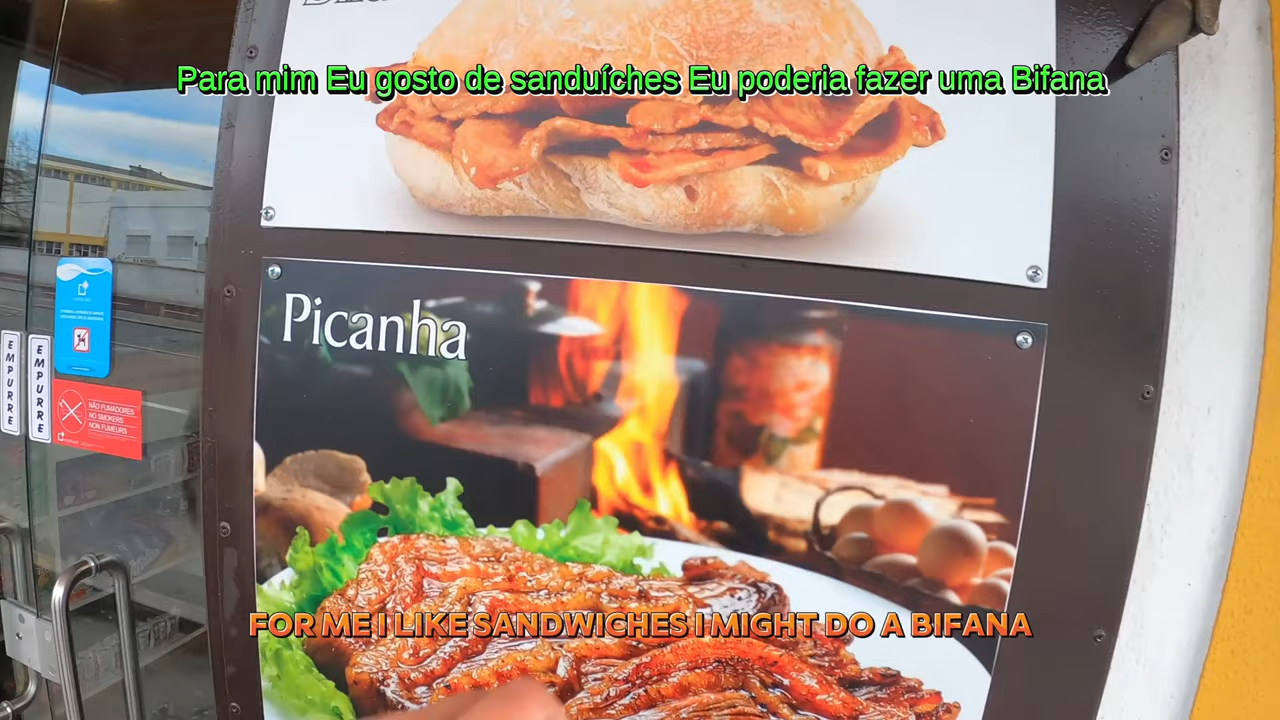 Para mim Eu gosto de sanduíches Eu poderia fazer uma Bifana
Picanha
EMPURRE
EMPURRE
NÃO FUMADORES
NO SMOKERS
NON FUMEURS
FOR ME I LIKE SANDWICHES I MIGHT DO A BIFANA